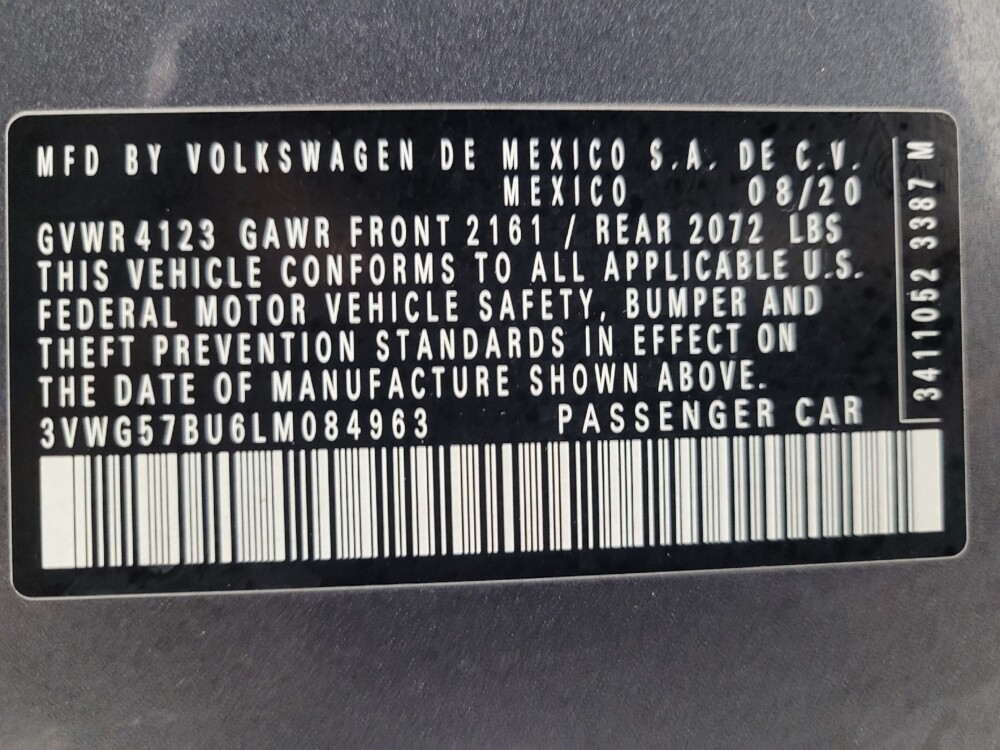 MFD BY VOLKSWAGEN DE MEXICO S.A. DE C.V.
MEXICO 08/20
GVWR 4123 GAWR FRONT 2161 / REAR 2072 LBS
THIS VEHICLE CONFORMS TO ALL APPLICABLE U.S.
FEDERAL MOTOR VEHICLE SAFETY, BUMPER AND
THEFT PREVENTION STANDARDS IN EFFECT ON
THE DATE OF MANUFACTURE SHOWN ABOVE.
3VWG57BU6LM084963 PASSENGER CAR
3411052 3387 M